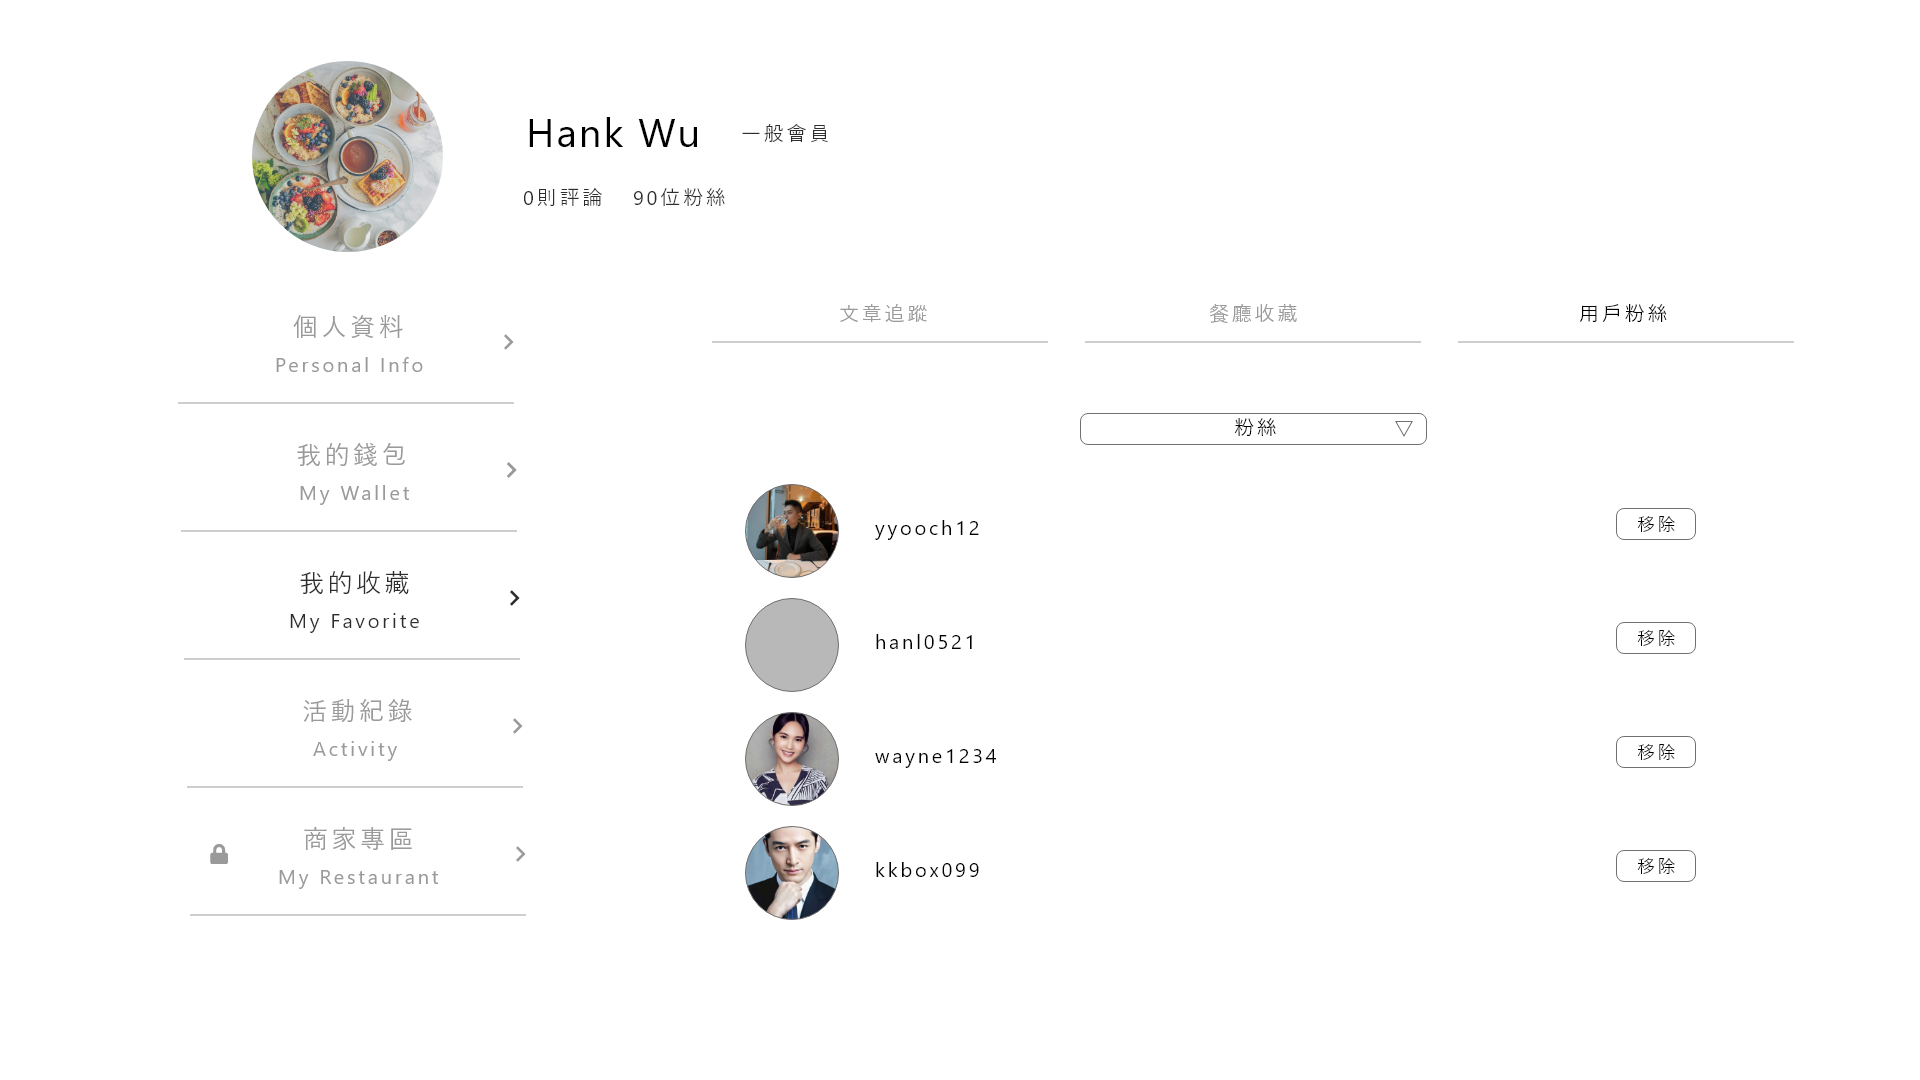 Hank Wu 一般會員
0則評論 90位粉絲
個人資料
Personal Info
我的錢包
My Wallet
我的收藏
My Favorite
活動紀錄
Activity
商家專區
My Restaurant
文章追蹤 餐廳收藏 用戶粉絲
粉絲
yyooch12 移除
hanl0521 移除
wayne1234 移除
kkbox099 移除